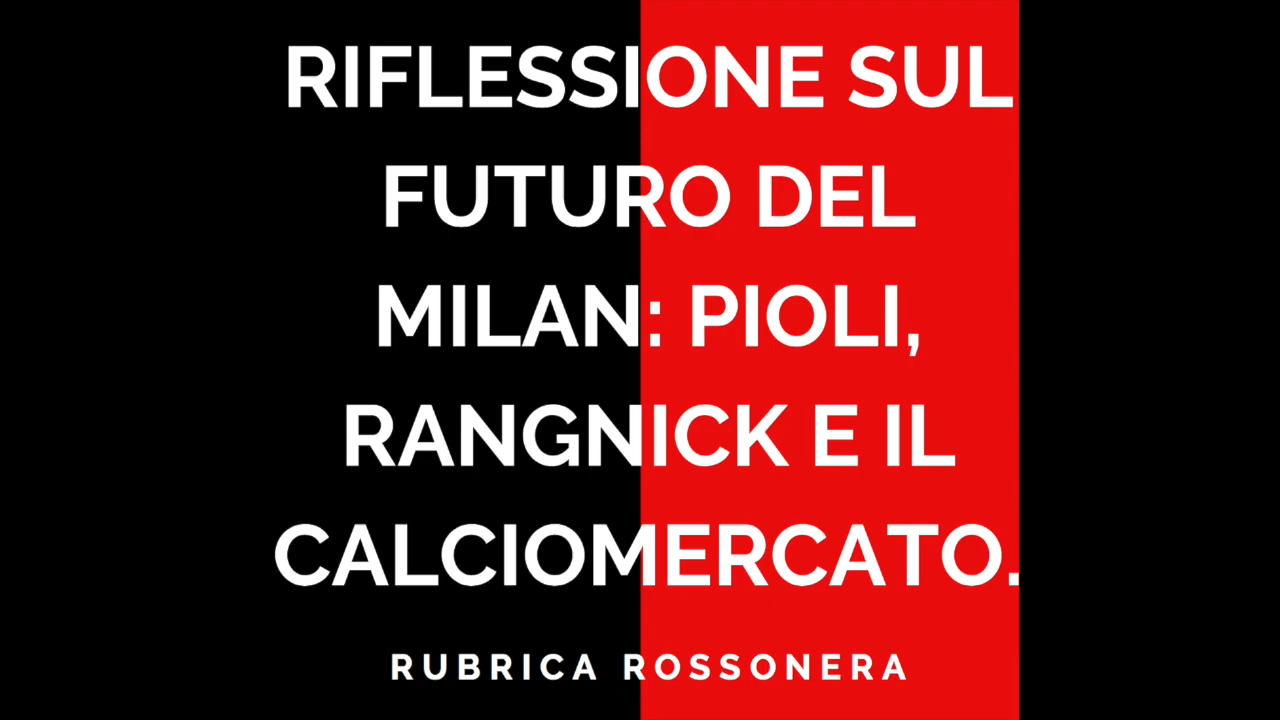 RIFLESSIONE SUL
FUTURO DEL
MILAN: PIOLI,
RANGNICK E IL
CALCIOMERCATO.
RUBRICA ROSSONERA